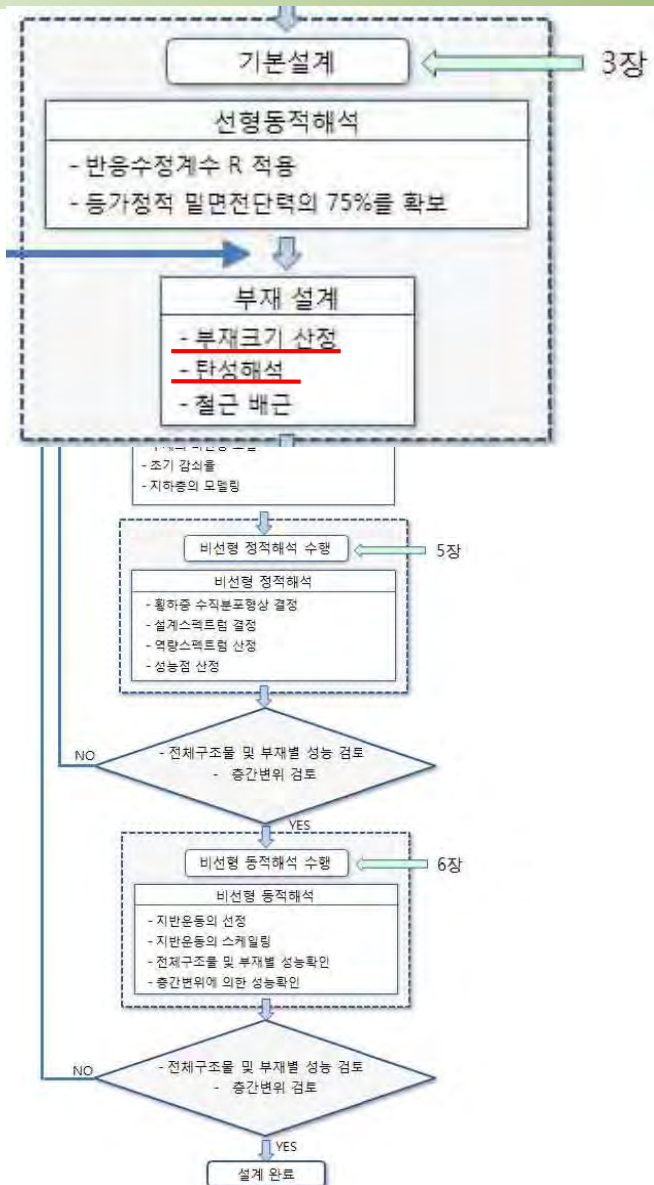 기본설계
3장
선형동적해석
- 반응수정계수 R 적용
- 등가정적 밑면전단력의 75%를 확보
부재 설계
- 부재크기 산정
- 탄성해석
- 철근 배근
- 초기 감쇠율
- 지하층의 모델링
비선형 정적해석 수행
5장
비선형 정적해석
- 횡하중 수직분포형상 결정
- 설계스펙트럼 결정
- 역량스펙트럼 산정
- 성능점 산정
NO
- 전체구조물 및 부재별 성능 검토
- 층간변위 검토
YES
비선형 동적해석 수행
6장
비선형 동적해석
- 지반운동의 선정
- 지반운동의 스케일링
- 전체구조물 및 부재별 성능확인
- 층간변위에 의한 성능확인
NO
- 전체구조물 및 부재별 성능 검토
- 층간변위 검토
YES
설계 완료